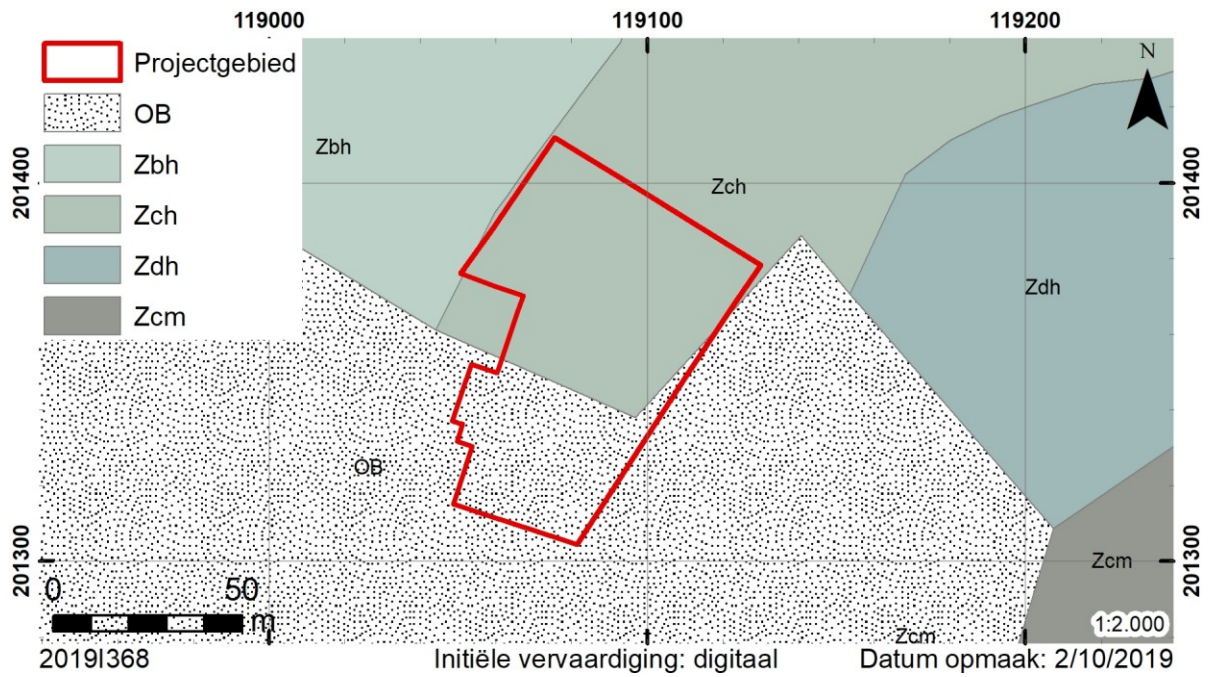 119000 119100 119200
Projectgebied
OB
Zbh
Zch
Zdh
Zcm
N
Zbh
Zch
Zdh
OB
Zcm
Zcm
201400 201400
201300 201300
0 50
m
1:2.000
2019I368 Initiële vervaardiging: digitaal Datum opmaak: 2/10/2019